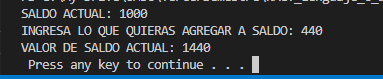 SALDO ACTUAL: 1000
INGRESA LO QUE QUIERAS AGREGAR A SALDO: 440
VALOR DE SALDO ACTUAL: 1440
Press any key to continue . . .